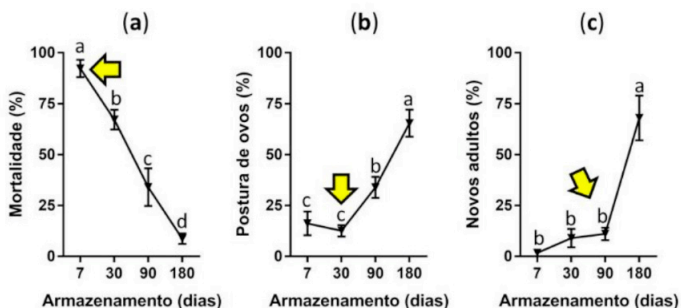 (a)
Mortalidade (%)
100
75
50
25
0
a
b
c
d
7 30 90 180
Armazenamento (dias)
(b)
Postura de ovos (%)
100
75
50
25
0
c
c
b
a
7 30 90 180
Armazenamento (dias)
(c)
Novos adultos (%)
100
75
50
25
0
b
b
b
a
7 30 90 180
Armazenamento (dias)